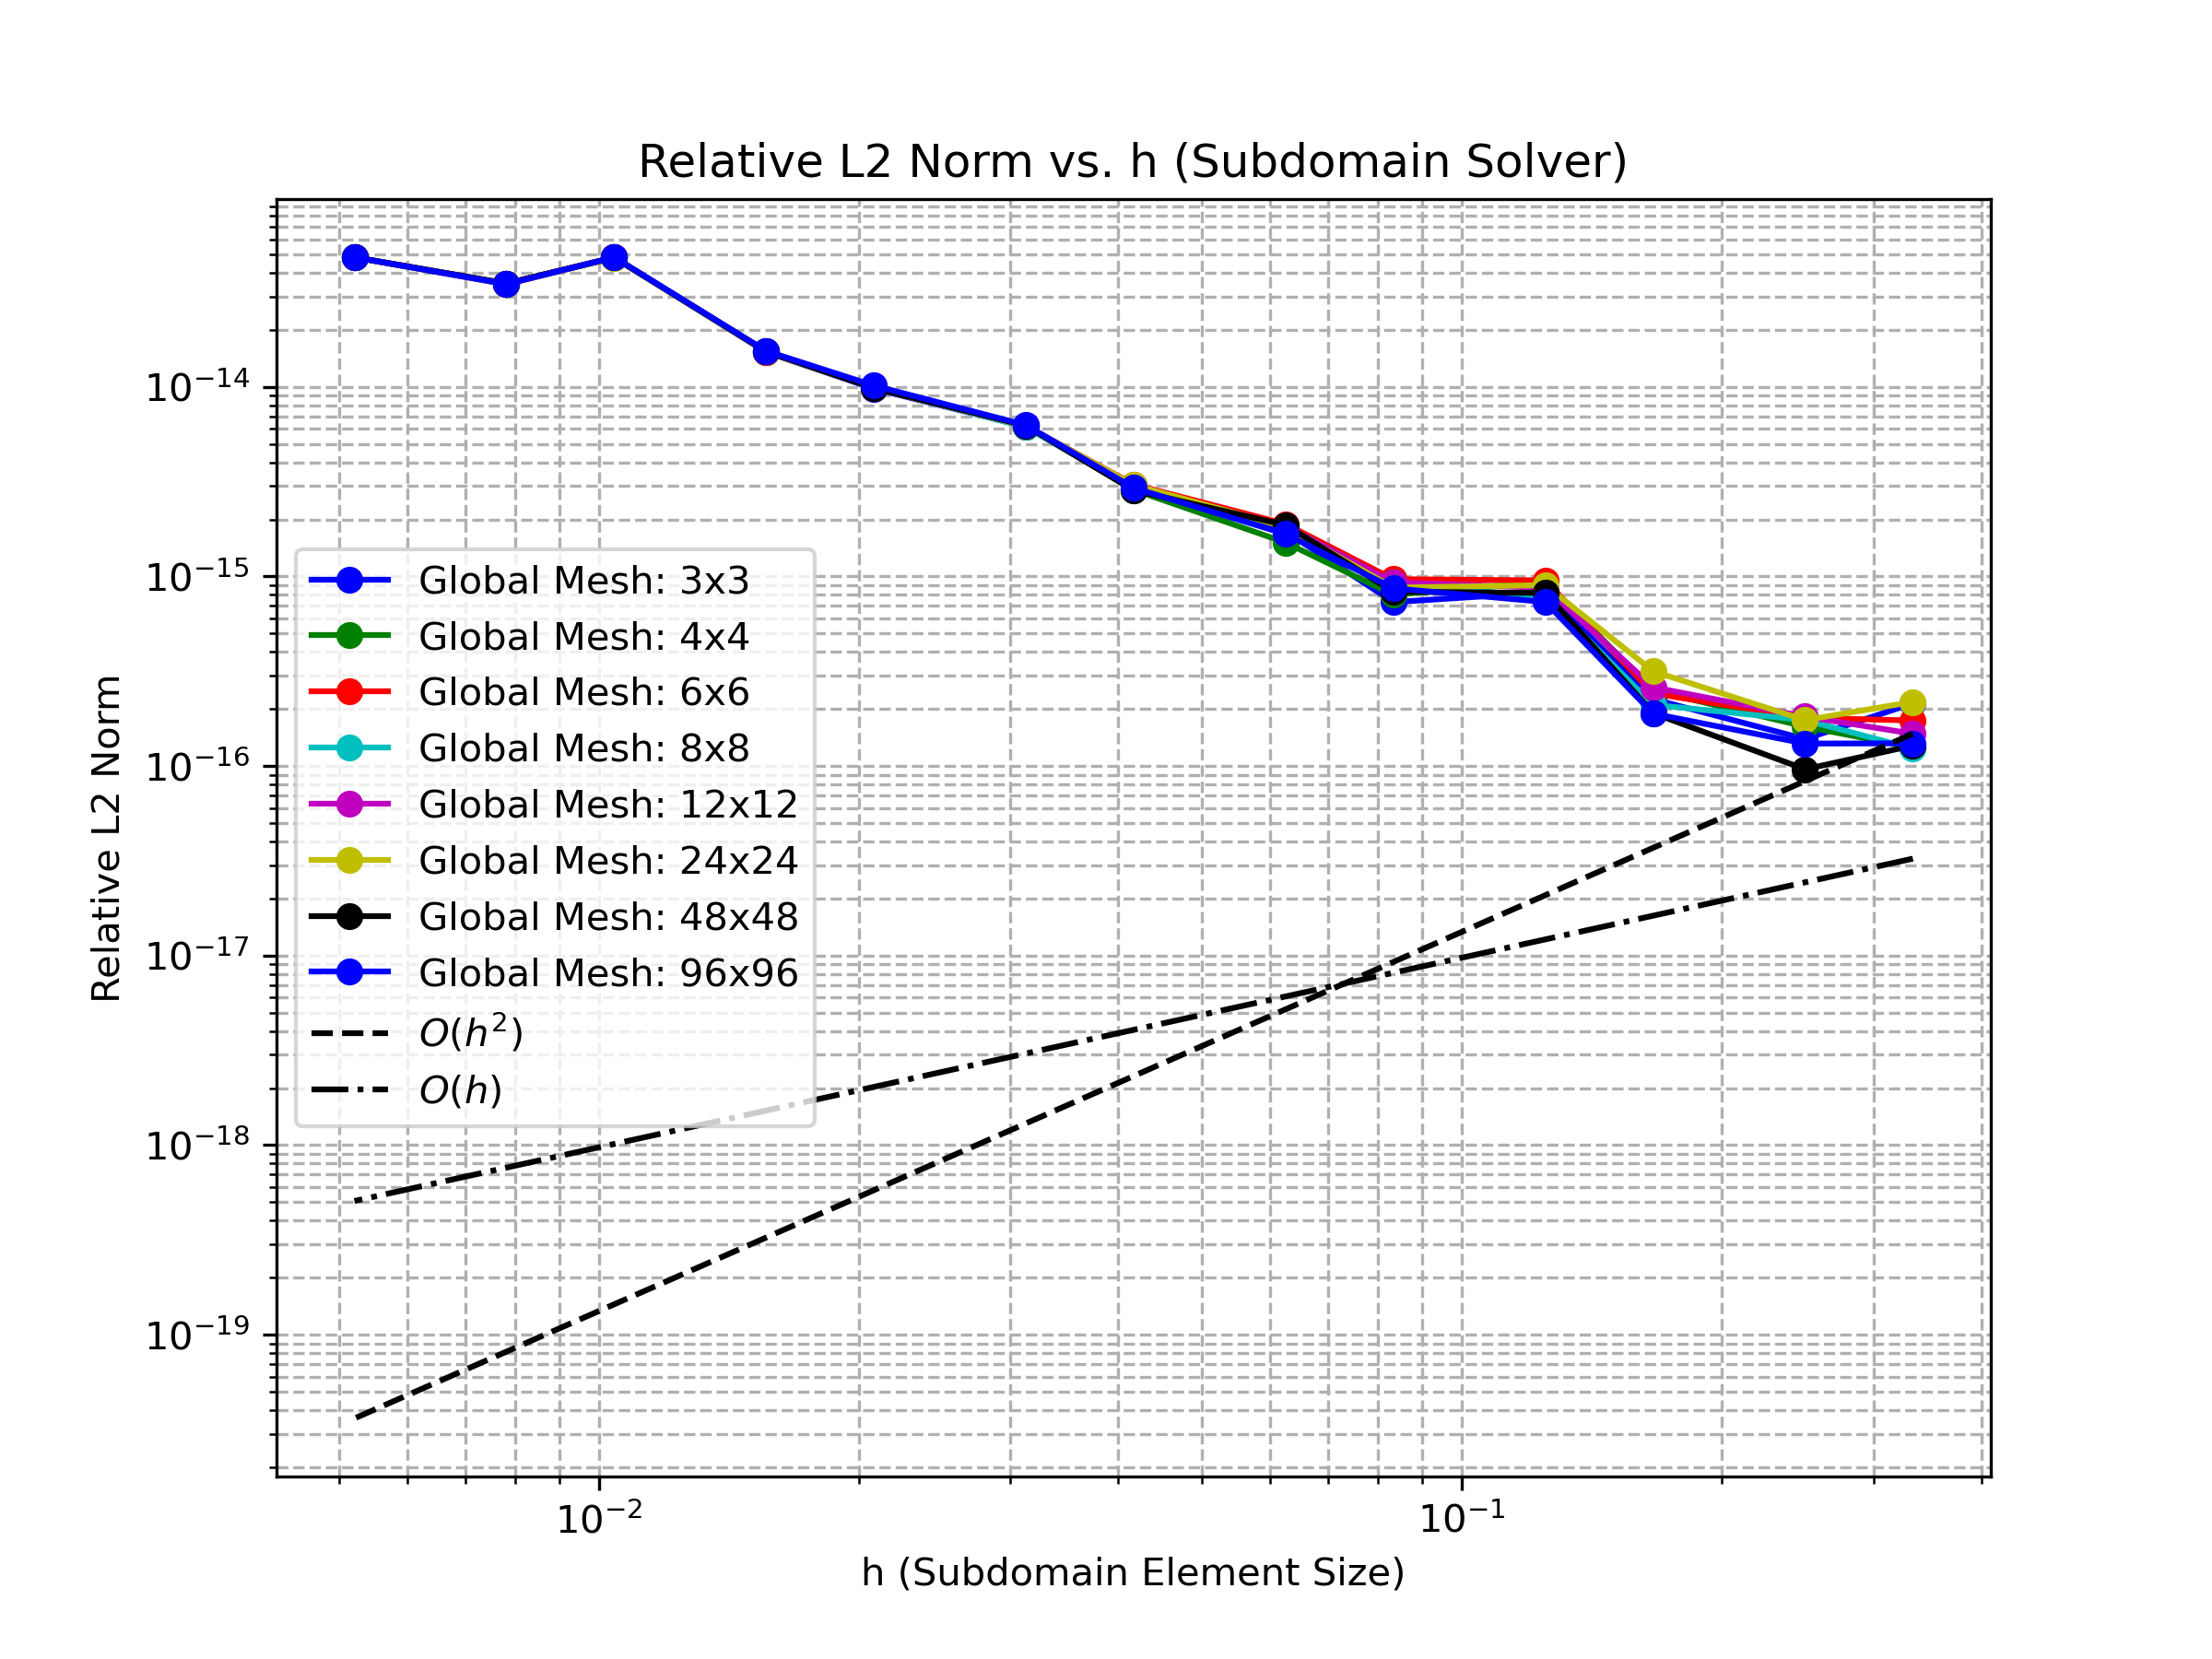 Relative L2 Norm vs. h (Subdomain Solver)
Relative L2 Norm
10⁻¹⁴
10⁻¹⁵
10⁻¹⁶
10⁻¹⁷
10⁻¹⁸
10⁻¹⁹
Global Mesh: 3x3
Global Mesh: 4x4
Global Mesh: 6x6
Global Mesh: 8x8
Global Mesh: 12x12
Global Mesh: 24x24
Global Mesh: 48x48
Global Mesh: 96x96
O(h²)
O(h)
10⁻² 10⁻¹
h (Subdomain Element Size)